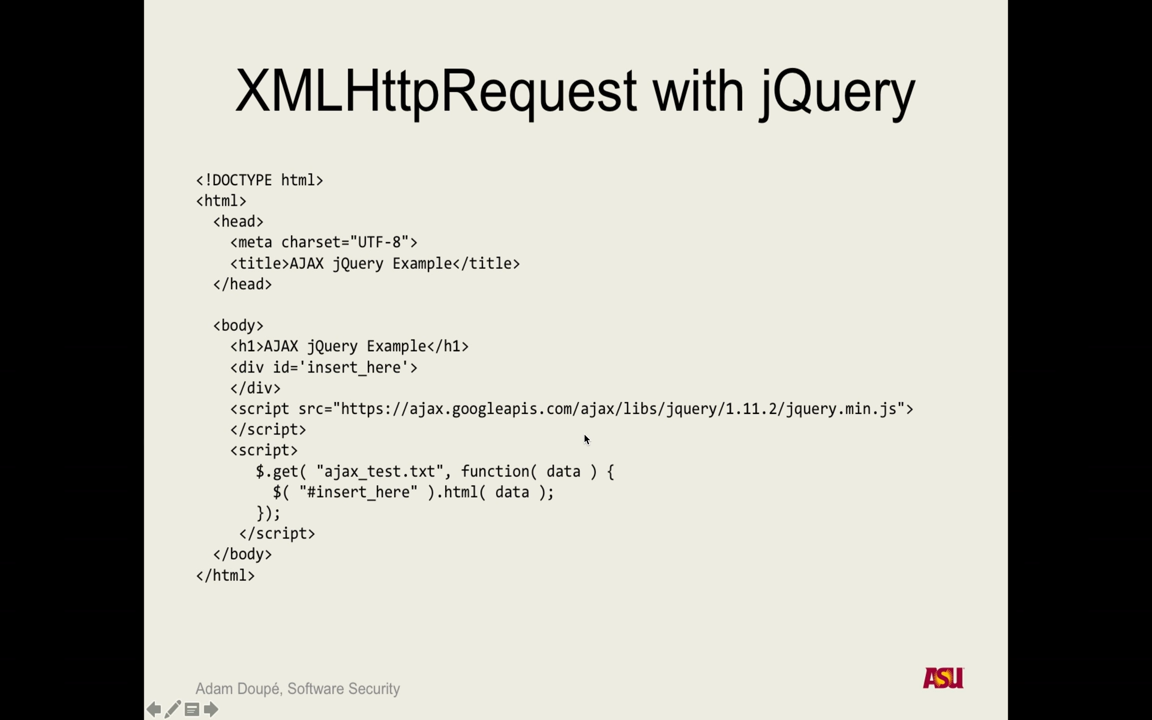 XMLHttpRequest with jQuery
<!DOCTYPE html>
<html>
<head>
<meta charset="UTF-8">
<title>AJAX jQuery Example</title>
</head>
<body>
<h1>AJAX jQuery Example</h1>
<div id='insert_here'>
</div>
<script src="https://ajax.googleapis.com/ajax/libs/jquery/1.11.2/jquery.min.js">
</script>
<script>
$.get( "ajax_test.txt", function( data ) {
$( "#insert_here" ).html( data );
});
</script>
</body>
</html>
Adam Doupé, Software Security
ASU